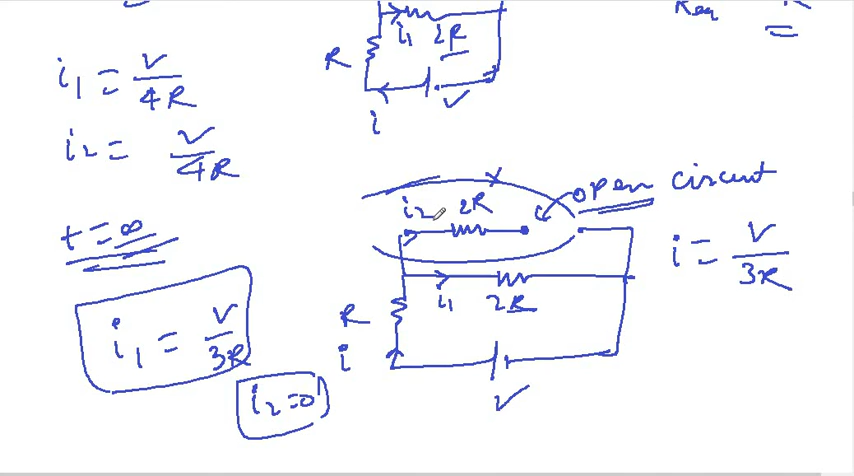 Req
R
i₁ 2R
R
V
i
i₁ = V/4R
i₂ = V/4R
open circuit
i₂ 2R
t = ∞
i = V/3R
i₁ 2R
R
i₁ = V/3R
i
i₂ = 0
V